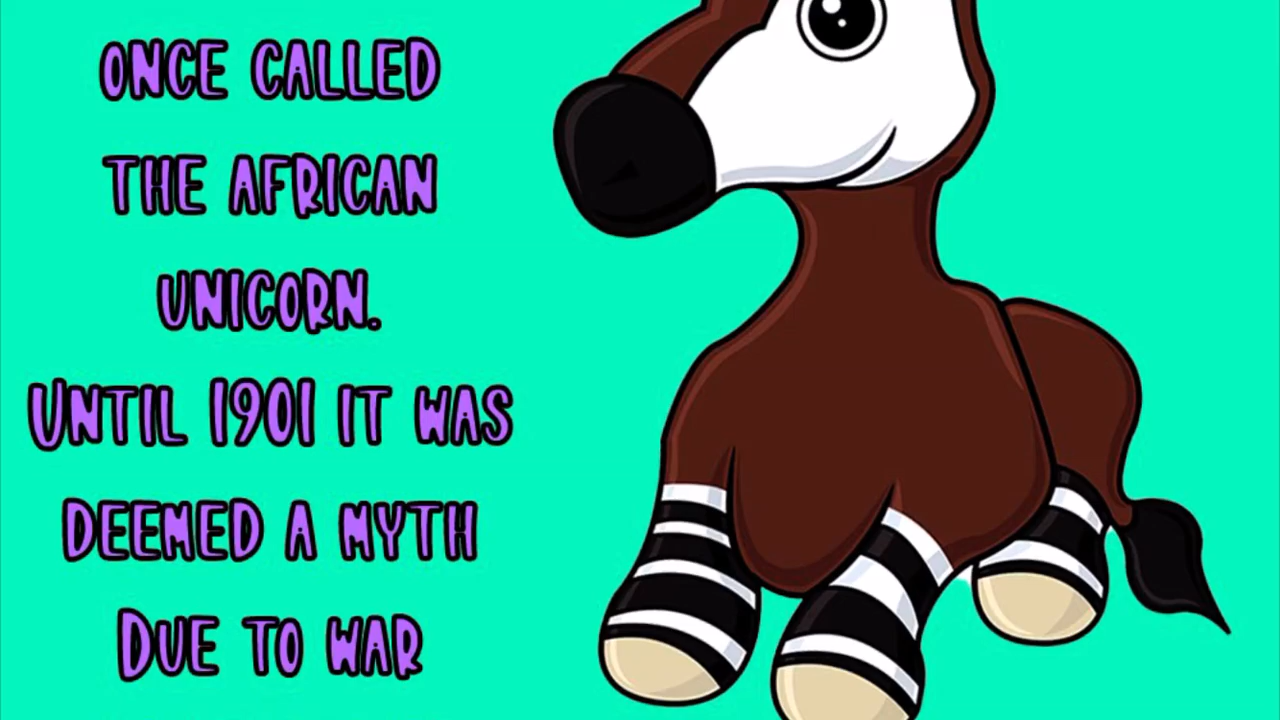 ONCE CALLED
THE AFRICAN
UNICORN.
UNTIL 1901 IT WAS
DEEMED A MYTH
DUE TO WAR